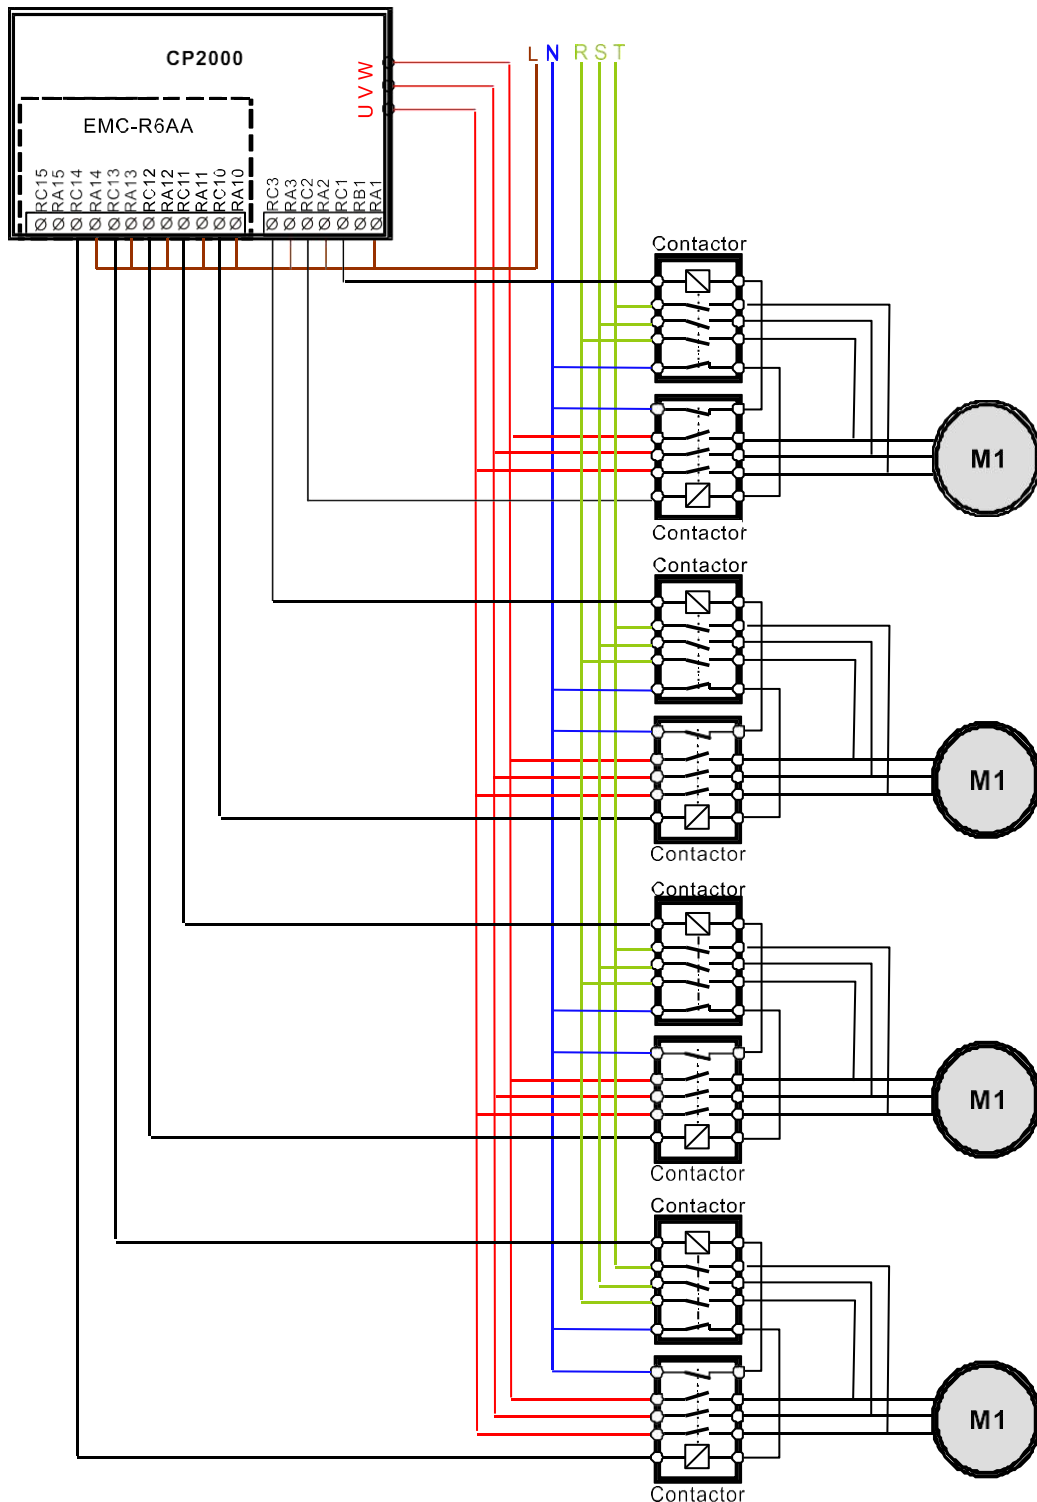 CP2000
U V W
L N R S T
EMC-R6AA
RC15 RA15 RC14 RA14 RC13 RA13 RC12 RA12 RC11 RA11 RC10 RA10
RC3 RA3 RC2 RA2 RC1 RB1 RA1
Contactor
M1
Contactor
Contactor
M1
Contactor
Contactor
M1
Contactor
Contactor
M1
Contactor